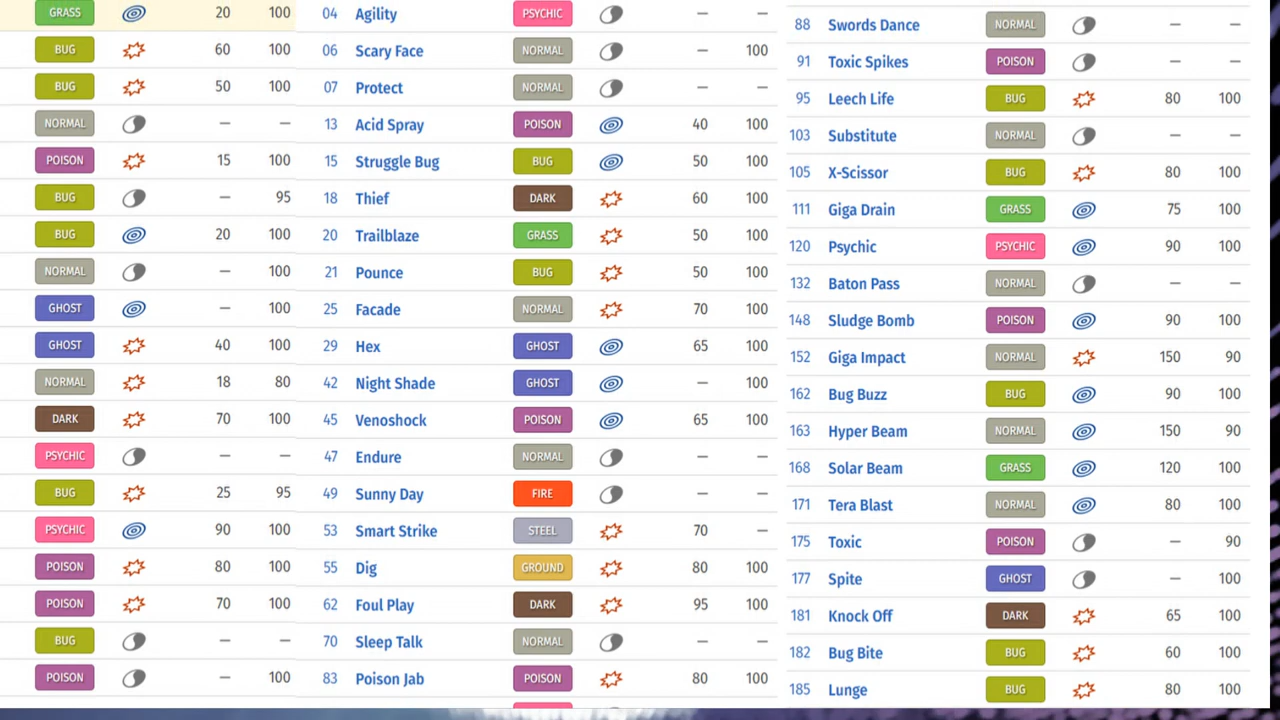 GRASS 20 100
BUG 60 100
BUG 50 100
NORMAL — —
POISON 15 100
BUG — 95
BUG 20 100
NORMAL — 100
GHOST — 100
GHOST 40 100
NORMAL 18 80
DARK 70 100
PSYCHIC — —
BUG 25 95
PSYCHIC 90 100
POISON 80 100
POISON 70 100
BUG — —
POISON — 100
04 Agility PSYCHIC — —
06 Scary Face NORMAL — 100
07 Protect NORMAL — —
13 Acid Spray POISON 40 100
15 Struggle Bug BUG 50 100
18 Thief DARK 60 100
20 Trailblaze GRASS 50 100
21 Pounce BUG 50 100
25 Facade NORMAL 70 100
29 Hex GHOST 65 100
42 Night Shade GHOST — 100
45 Venoshock POISON 65 100
47 Endure NORMAL — —
49 Sunny Day FIRE — —
53 Smart Strike STEEL 70 —
55 Dig GROUND 80 100
62 Foul Play DARK 95 100
70 Sleep Talk NORMAL — —
83 Poison Jab POISON 80 100
88 Swords Dance NORMAL — —
91 Toxic Spikes POISON — —
95 Leech Life BUG 80 100
103 Substitute NORMAL — —
105 X-Scissor BUG 80 100
111 Giga Drain GRASS 75 100
120 Psychic PSYCHIC 90 100
132 Baton Pass NORMAL — —
148 Sludge Bomb POISON 90 100
152 Giga Impact NORMAL 150 90
162 Bug Buzz BUG 90 100
163 Hyper Beam NORMAL 150 90
168 Solar Beam GRASS 120 100
171 Tera Blast NORMAL 80 100
175 Toxic POISON — 90
177 Spite GHOST — 100
181 Knock Off DARK 65 100
182 Bug Bite BUG 60 100
185 Lunge BUG 80 100